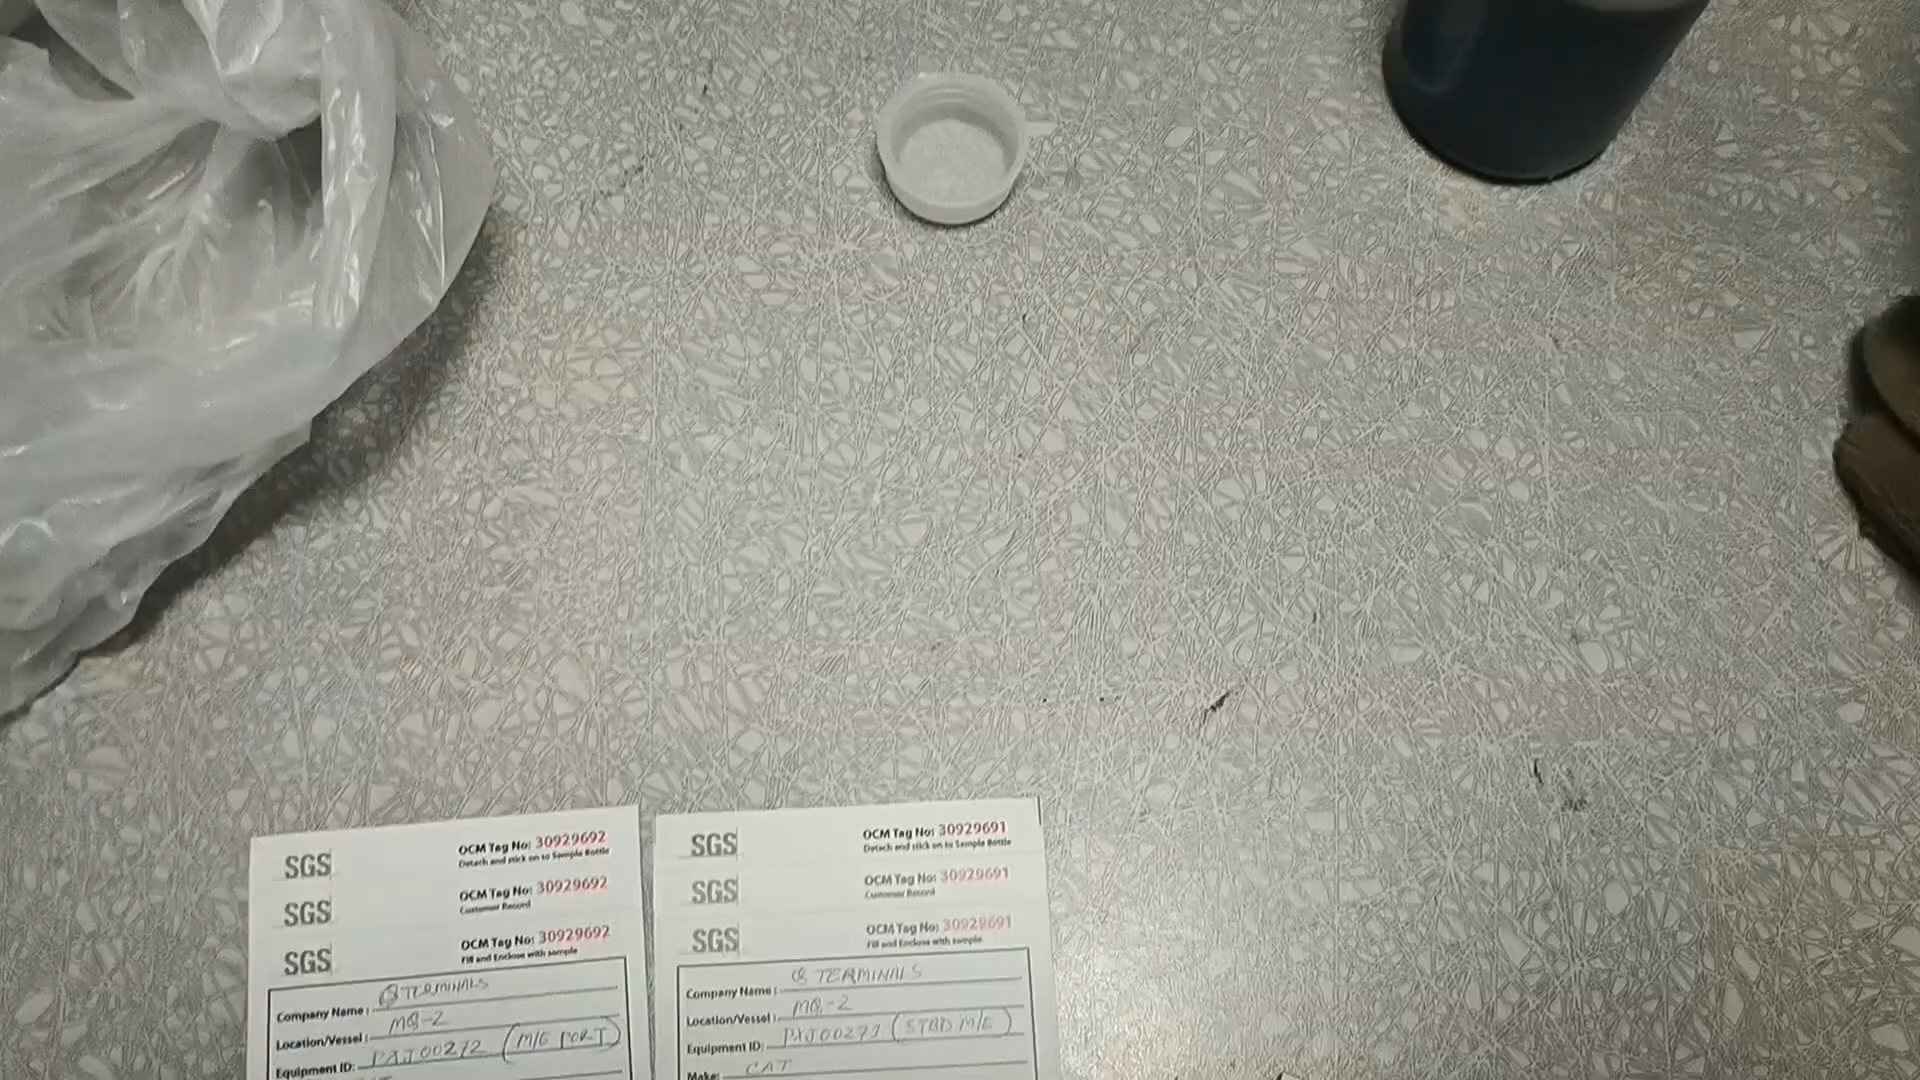 SGS
OCM Tag No: 30929692
Detach and stick on to Sample Bottle
SGS
OCM Tag No: 30929692
Customer Record
SGS
OCM Tag No: 30929692
Fill and Enclose with sample
Company Name: Q TERMINALS
Location/Vessel: MQ-2
Equipment ID: PXJ00272 (M/E PORT)
SGS
OCM Tag No: 30929691
Detach and stick on to Sample Bottle
SGS
OCM Tag No: 30929691
Customer Record
SGS
OCM Tag No: 30929691
Fill and Enclose with sample
Company Name: Q TERMINALS
Location/Vessel: MQ-2
Equipment ID: PXJ00273 (STBD M/E)
Make: CAT